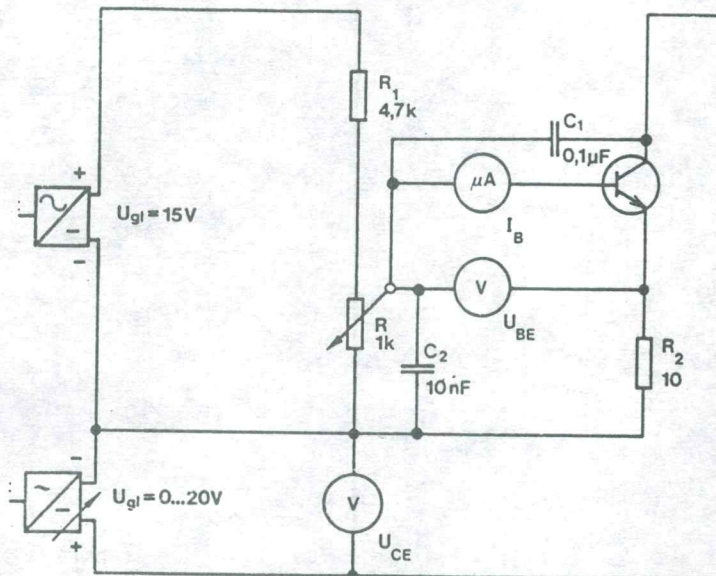 R1
4,7k
C1
0,1µF
+
Ugl = 15V
−
µA
IB
V
UBE
R
1k
C2
10nF
R2
10
−
Ugl = 0...20V
+
V
UCE